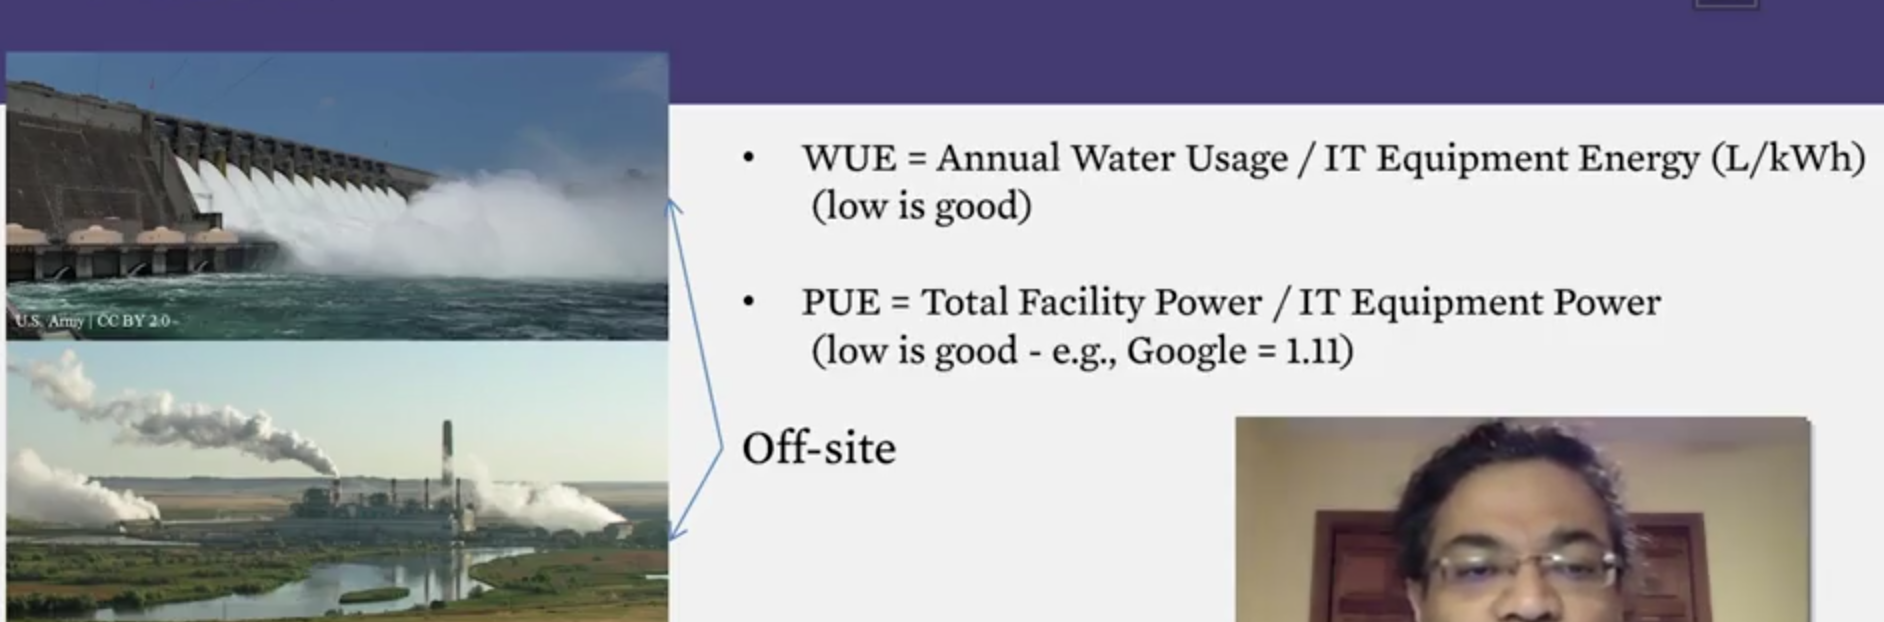 WUE = Annual Water Usage / IT Equipment Energy (L/kWh)
(low is good)
PUE = Total Facility Power / IT Equipment Power
(low is good - e.g., Google = 1.11)
Off-site
U.S. Army | CC BY 2.0